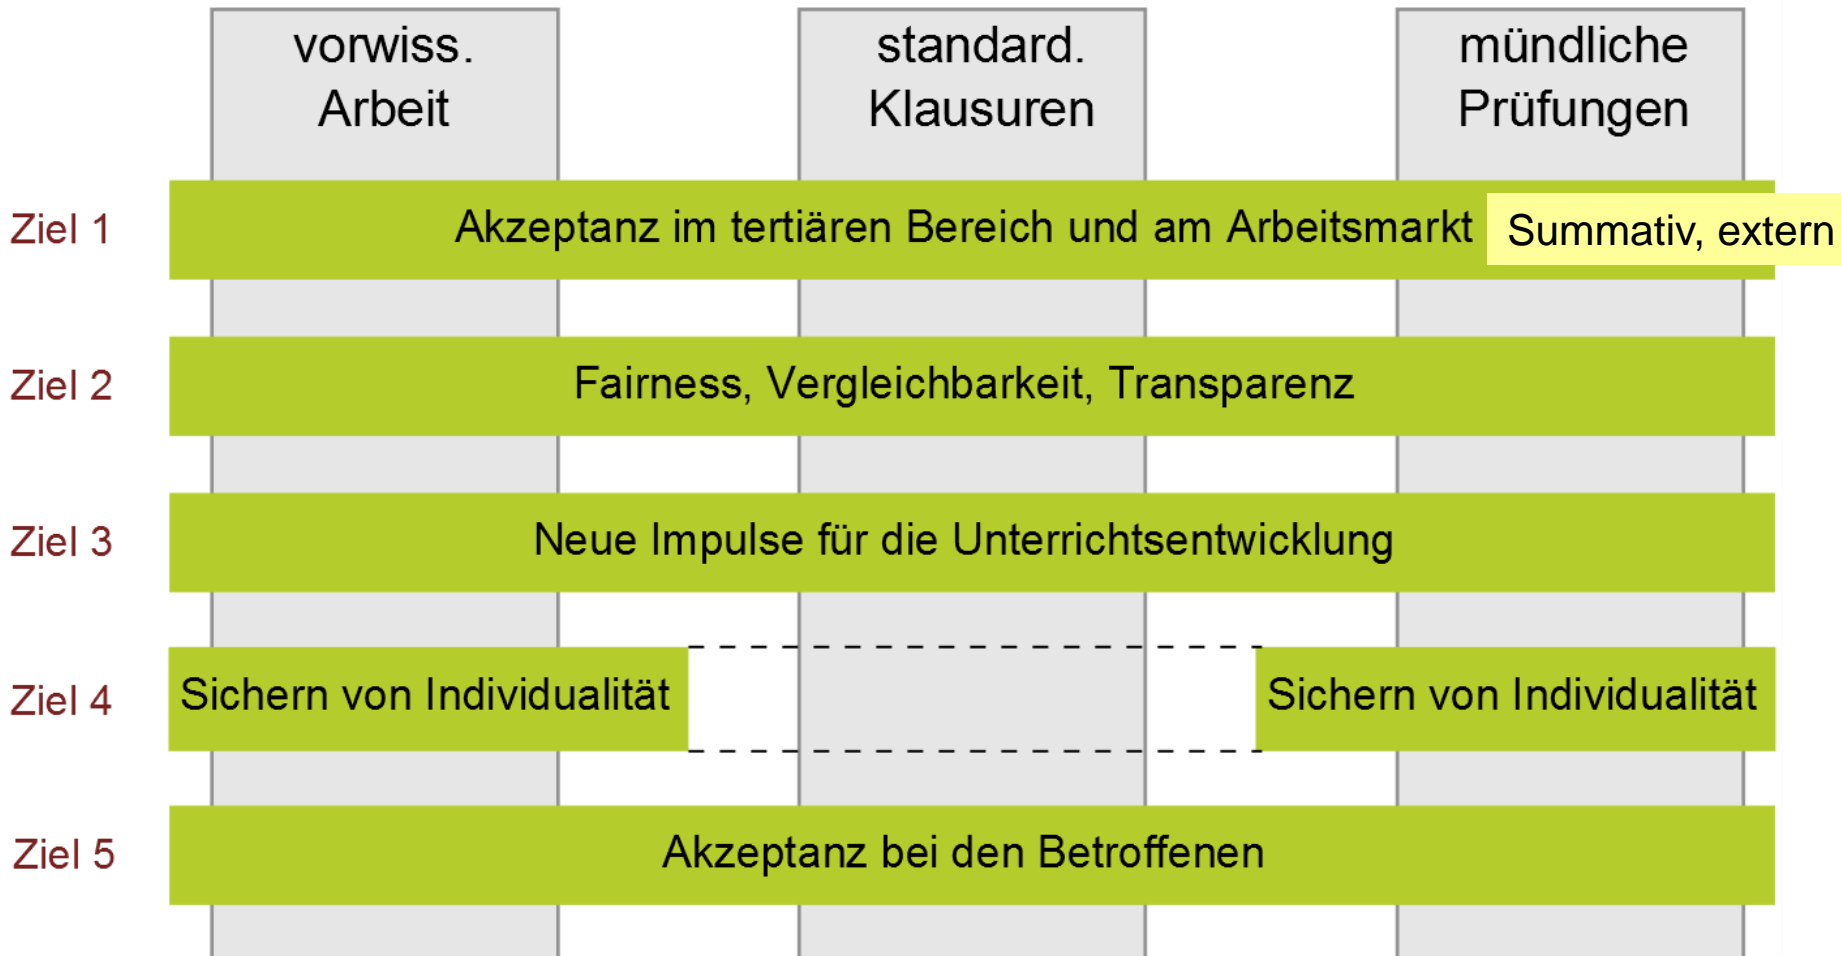 vorwiss.
Arbeit
standard.
Klausuren
mündliche
Prüfungen
Ziel 1
Akzeptanz im tertiären Bereich und am Arbeitsmarkt
Summativ, extern
Ziel 2
Fairness, Vergleichbarkeit, Transparenz
Ziel 3
Neue Impulse für die Unterrichtsentwicklung
Ziel 4
Sichern von Individualität
Sichern von Individualität
Ziel 5
Akzeptanz bei den Betroffenen